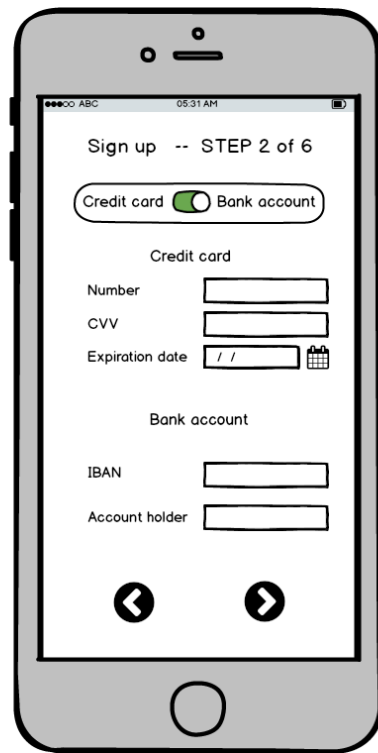 ●●●○○ ABC 05:31 AM
Sign up -- STEP 2 of 6
Credit card Bank account
Credit card
Number
CVV
Expiration date / /
Bank account
IBAN
Account holder